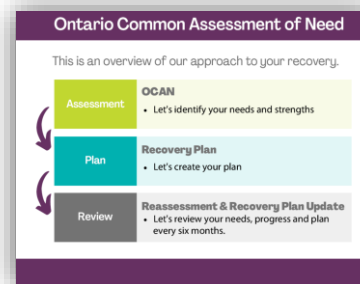 Ontario Common Assessment of Need
This is an overview of our approach to your recovery.
Assessment
OCAN
• Let's identify your needs and strengths
Plan
Recovery Plan
• Let's create your plan
Review
Reassessment & Recovery Plan Update
• Let's review your needs, progress and plan
every six months.